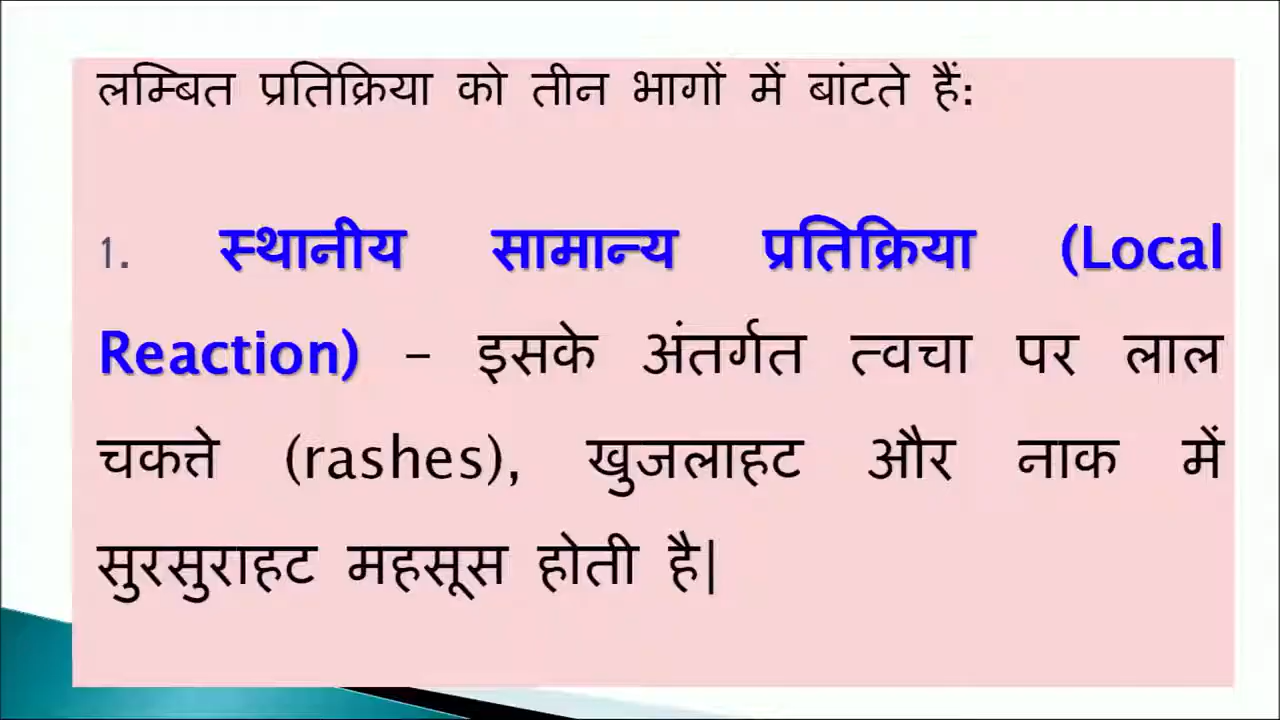 लम्बित प्रतिक्रिया को तीन भागों में बांटते हैं:
1. स्थानीय सामान्य प्रतिक्रिया (Local
Reaction) – इसके अंतर्गत त्वचा पर लाल
चकत्ते (rashes), खुजलाहट और नाक में
सुरसुराहट महसूस होती है|